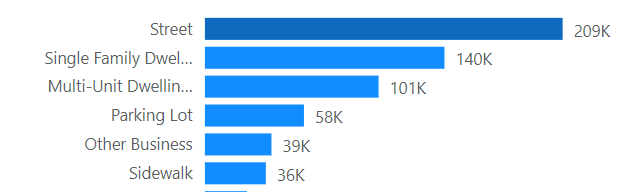 Street 209K
Single Family Dwel... 140K
Multi-Unit Dwellin... 101K
Parking Lot 58K
Other Business 39K
Sidewalk 36K